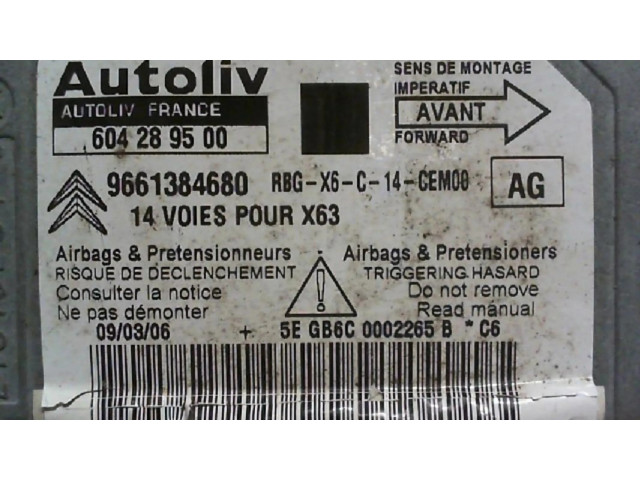 Autoliv
AUTOLIV FRANCE
604 28 95 00
SENS DE MONTAGE
IMPERATIF
AVANT
FORWARD
9661384680 RBG-X6-C-14-CEM00 AG
14 VOIES POUR X63
Airbags & Pretensionneurs
RISQUE DE DECLENCHEMENT
Consulter la notice
Ne pas démonter
!
Airbags & Pretensioners
TRIGGERING HASARD
Do not remove
Read manual
09/03/06 + 5E GB6C 0002265 B * C6